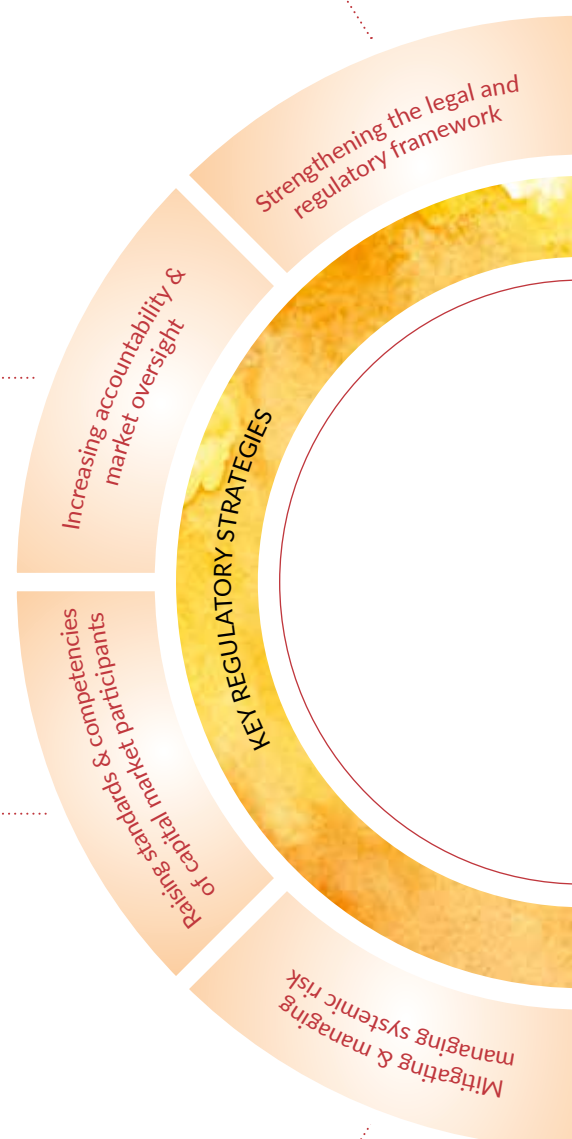 Strengthening the legal and
regulatory framework
Increasing accountability &
market oversight
KEY REGULATORY STRATEGIES
Raising standards & competencies
of capital market participants
Mitigating & managing
managing systemic risk